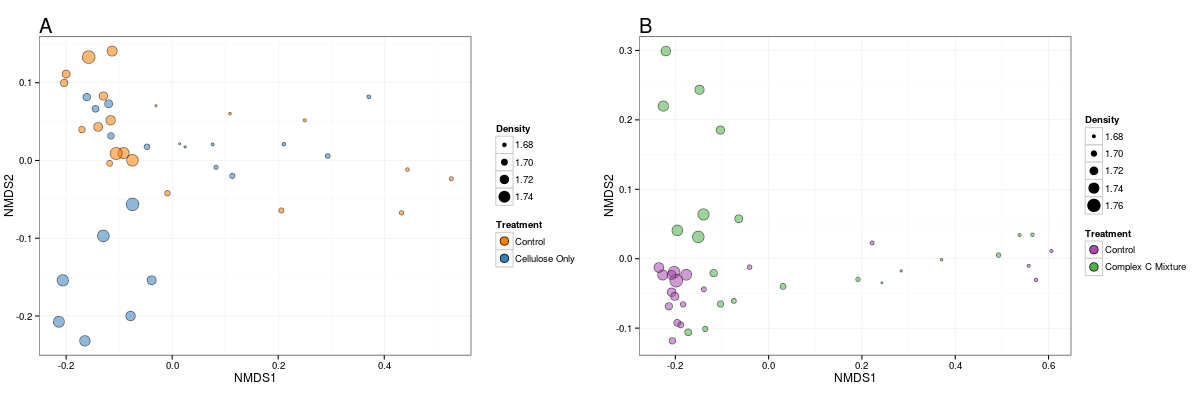 A
0.1
0.0
-0.1
-0.2
NMDS2
-0.2
0.0
0.2
0.4
NMDS1
Density
1.68
1.70
1.72
1.74
Treatment
Control
Cellulose Only
B
0.3
0.2
0.1
0.0
-0.1
NMDS2
-0.2
0.0
0.2
0.4
0.6
NMDS1
Density
1.68
1.70
1.72
1.74
1.76
Treatment
Control
Complex C Mixture